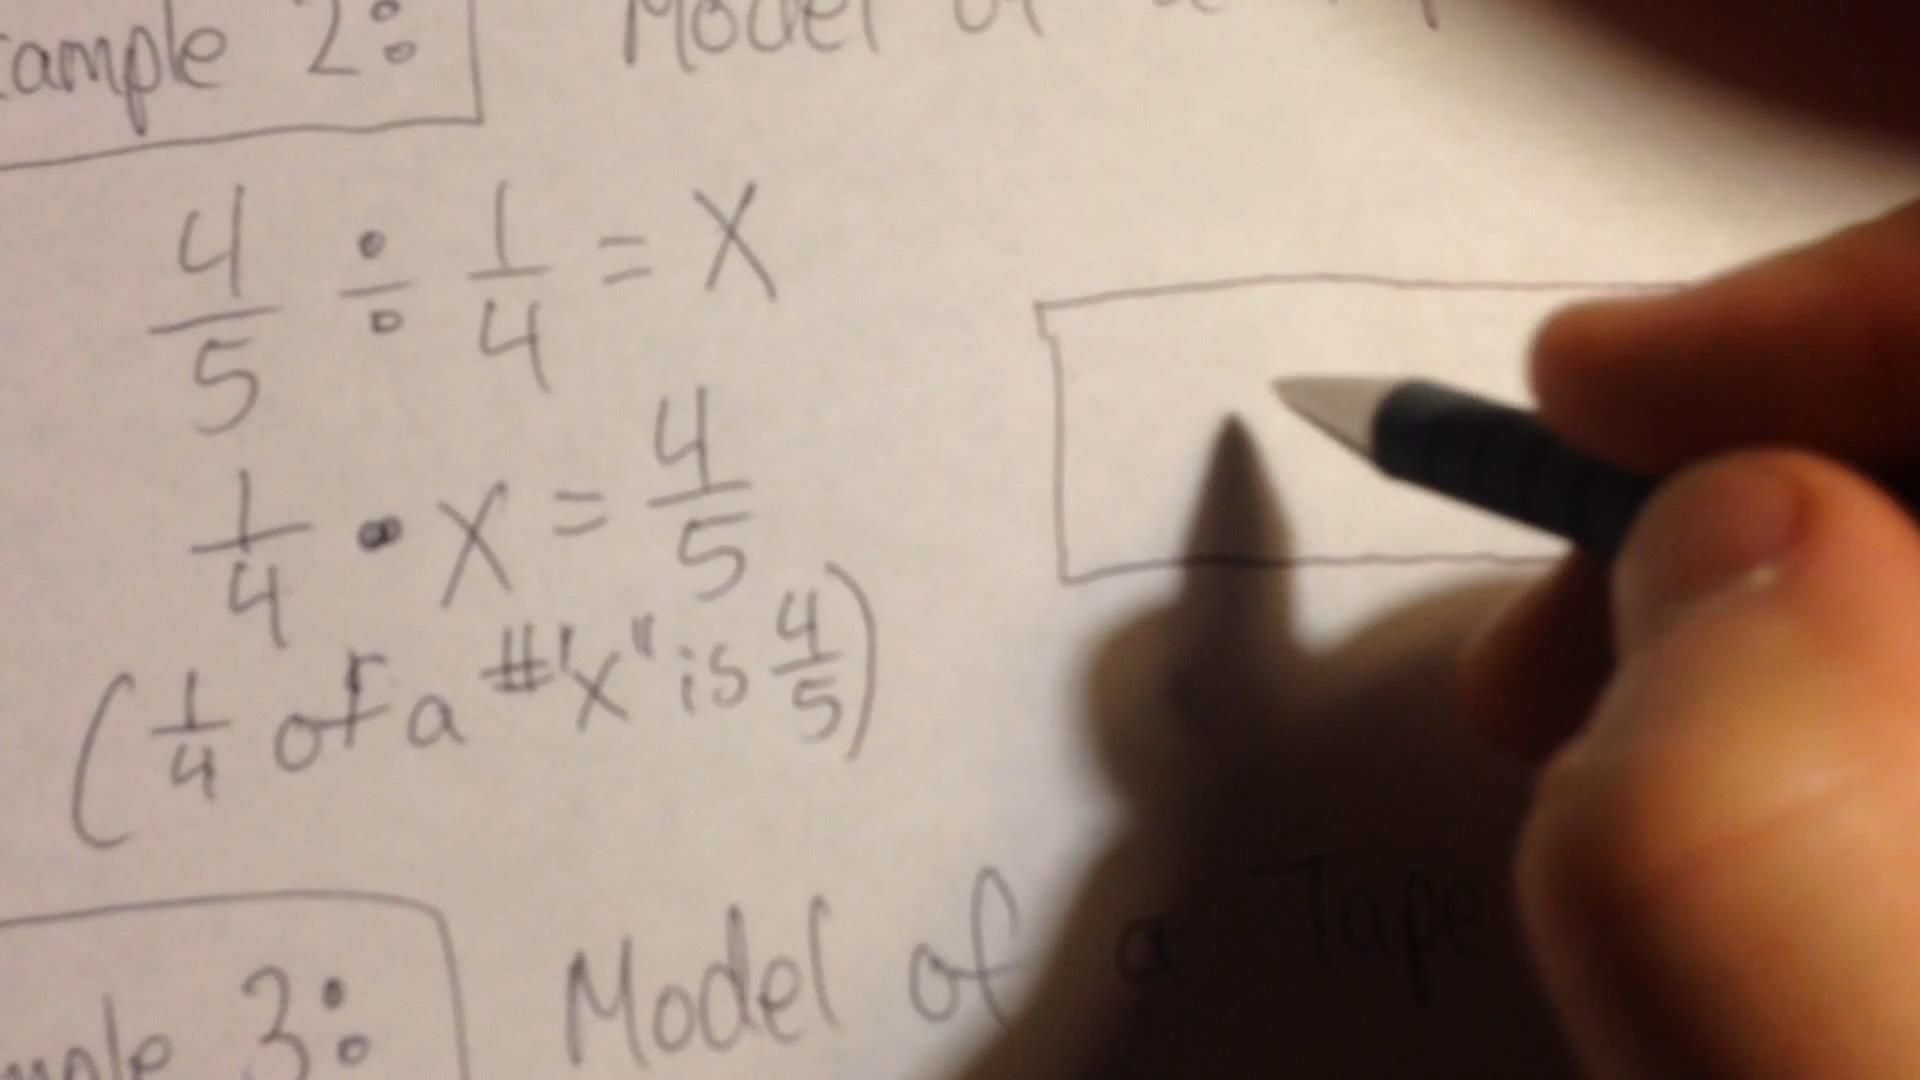 ample 2: Model of a
4/5 ÷ 1/4 = X
1/4 • X = 4/5
(1/4 of a #"X" is 4/5)
mple 3: Model of a Tape